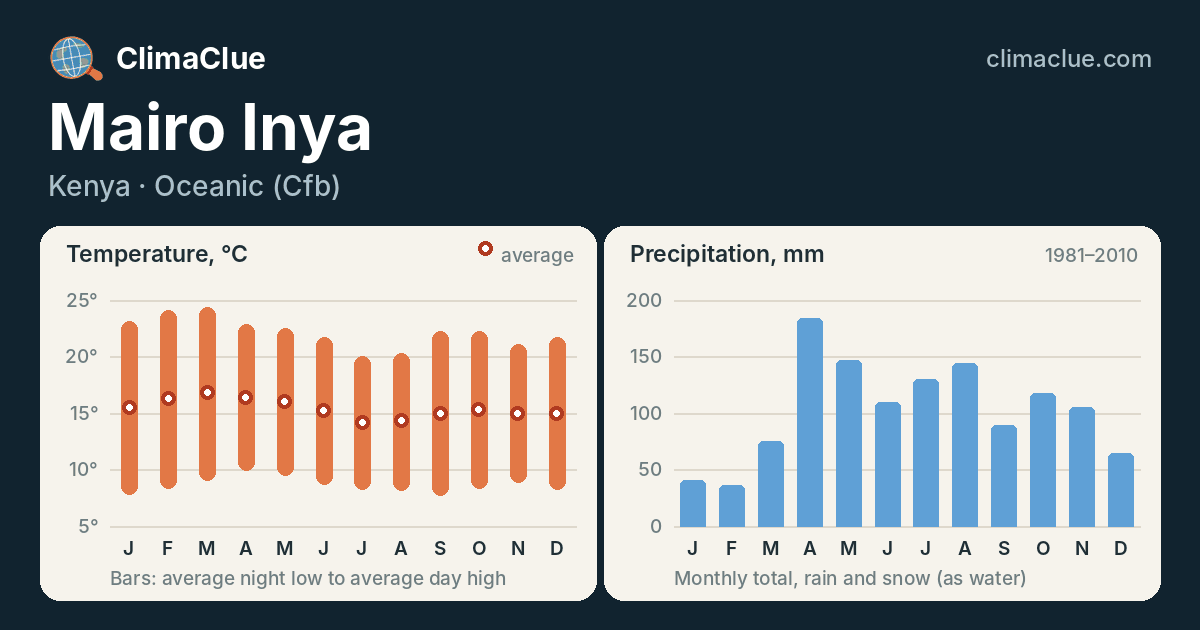 ClimaClue
climaclue.com
Mairo Inya
Kenya · Oceanic (Cfb)
Temperature, °C
average
25°
20°
15°
10°
5°
J F M A M J J A S O N D
Bars: average night low to average day high
Precipitation, mm
1981–2010
200
150
100
50
0
J F M A M J J A S O N D
Monthly total, rain and snow (as water)